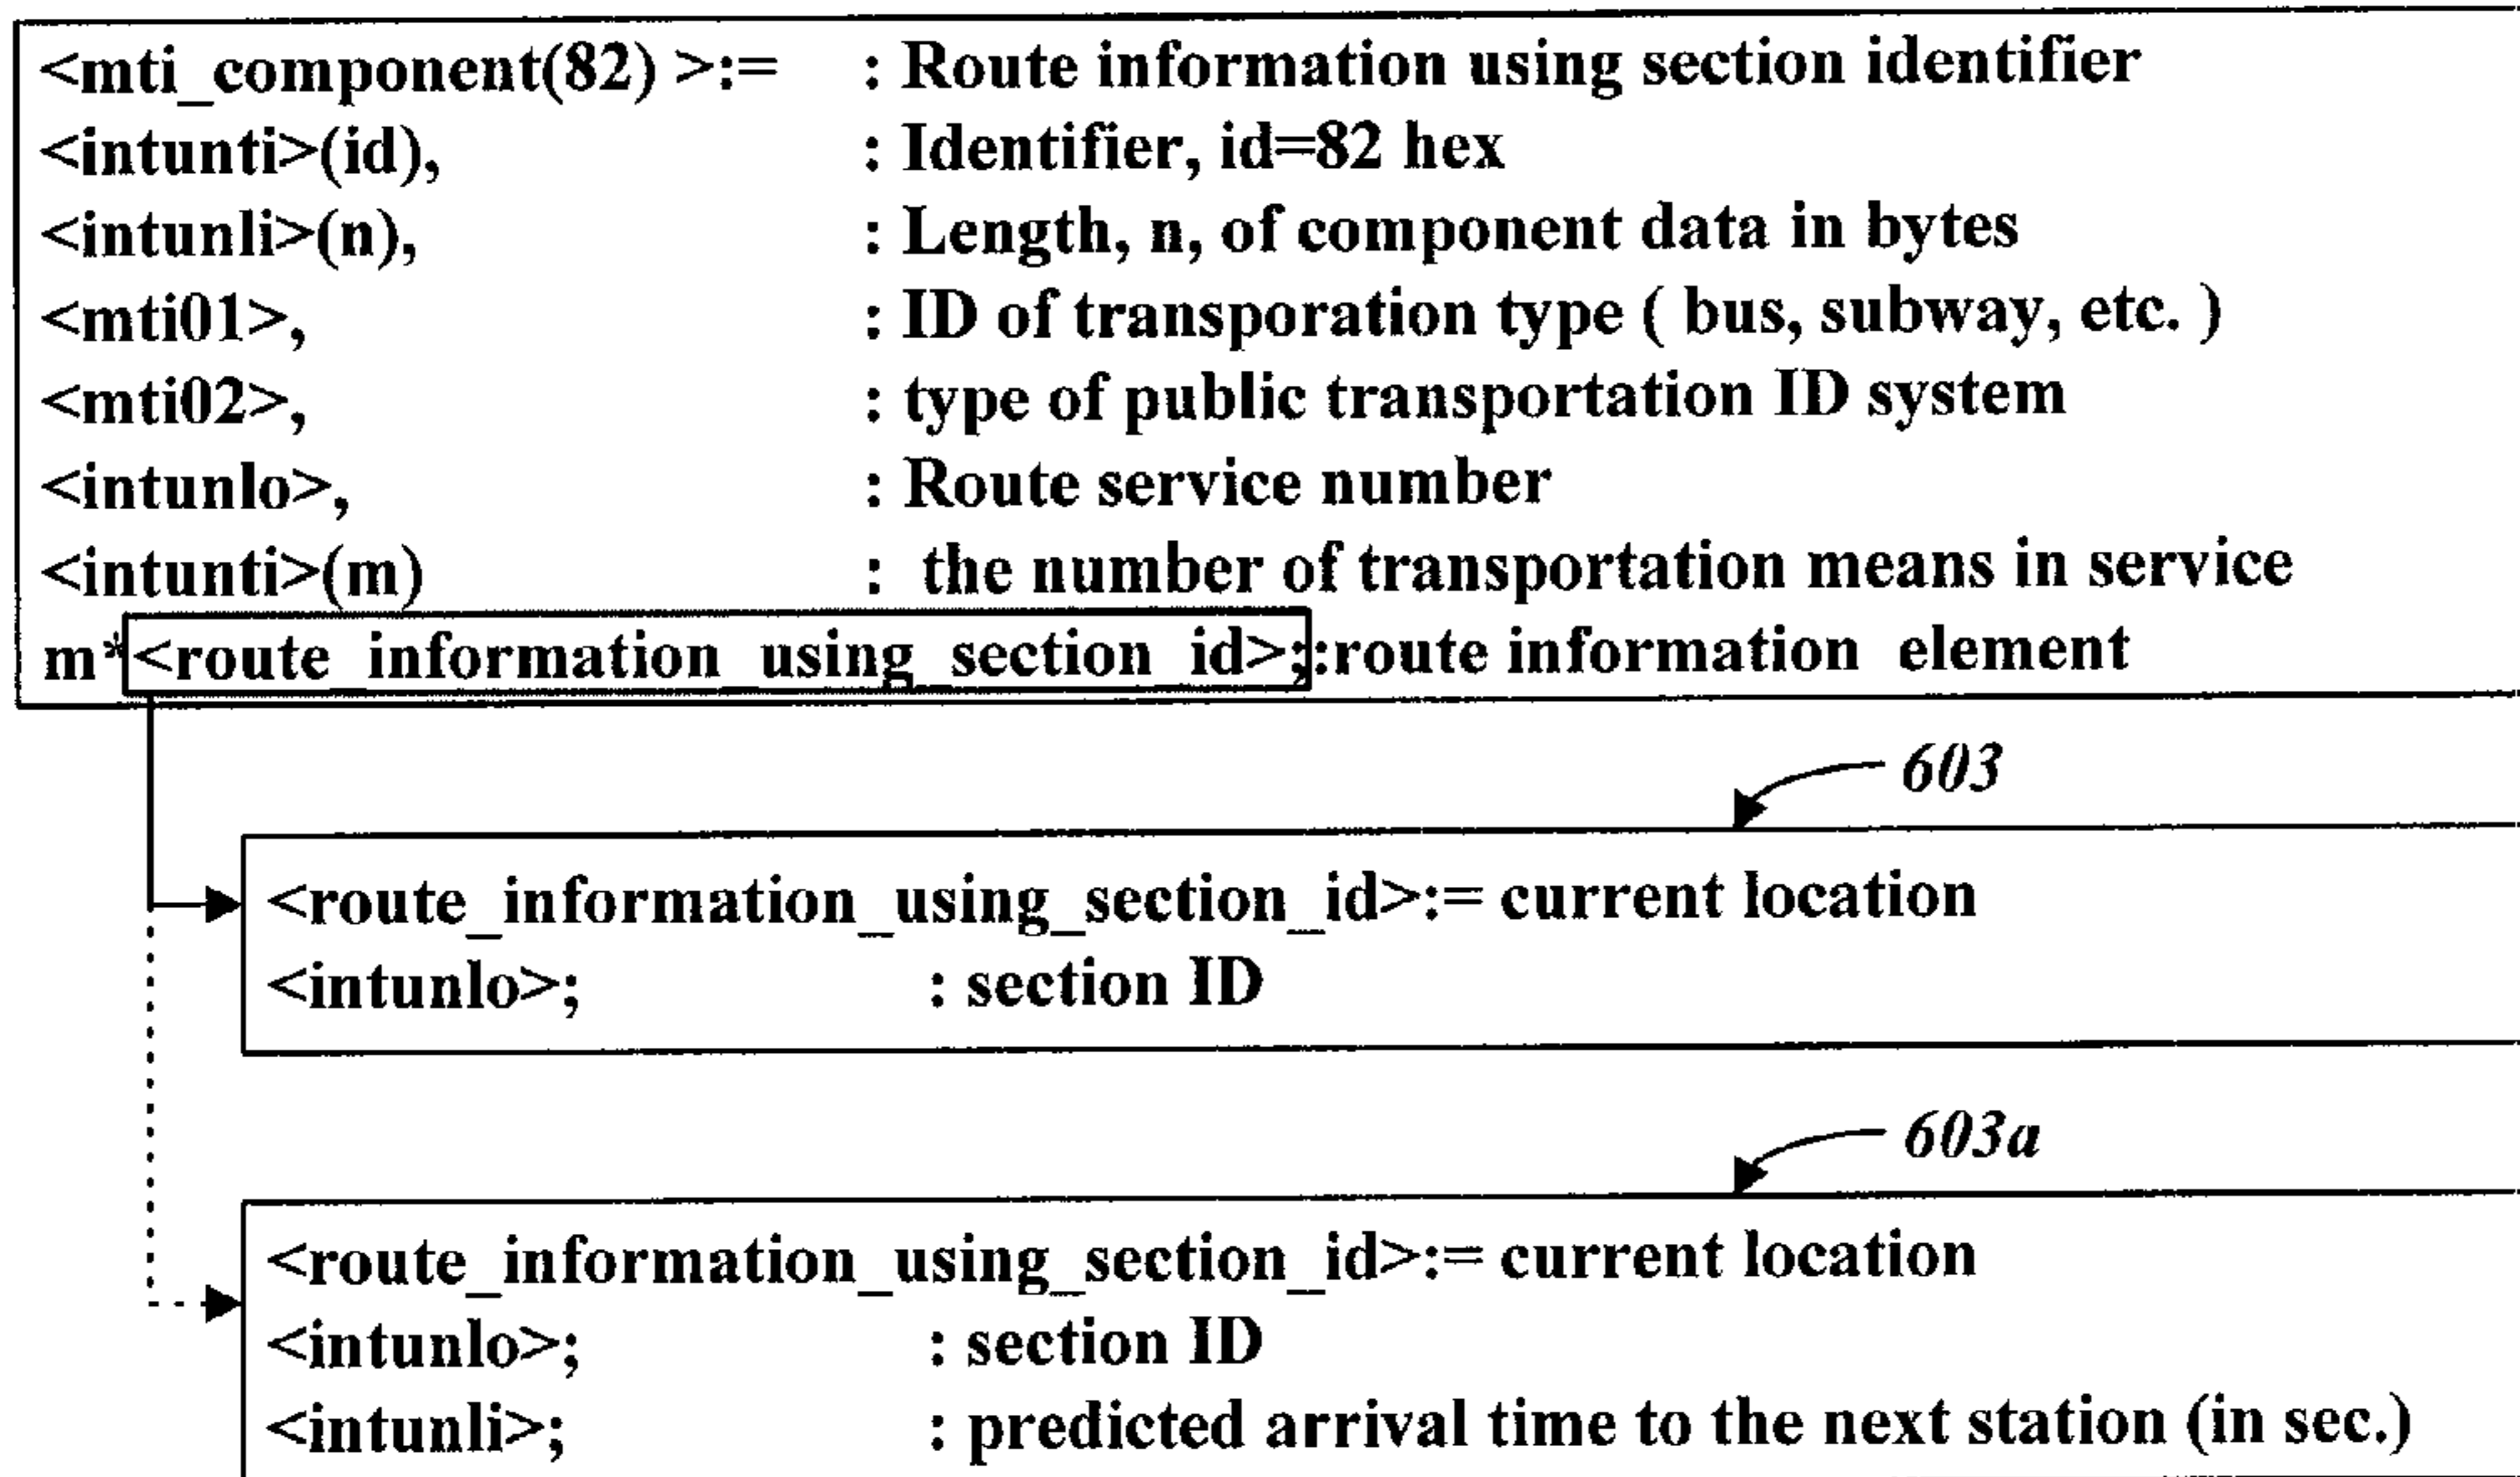 <mti_component(82) >:= : Route information using section identifier
<intunti>(id), : Identifier, id=82 hex
<intunli>(n), : Length, n, of component data in bytes
<mti01>, : ID of transporation type ( bus, subway, etc. )
<mti02>, : type of public transportation ID system
<intunlo>, : Route service number
<intunti>(m) : the number of transportation means in service
m*<route_information_using_section_id>;:route information element
603
<route_information_using_section_id>:= current location
<intunlo>; : section ID
603a
<route_information_using_section_id>:= current location
<intunlo>; : section ID
<intunli>; : predicted arrival time to the next station (in sec.)